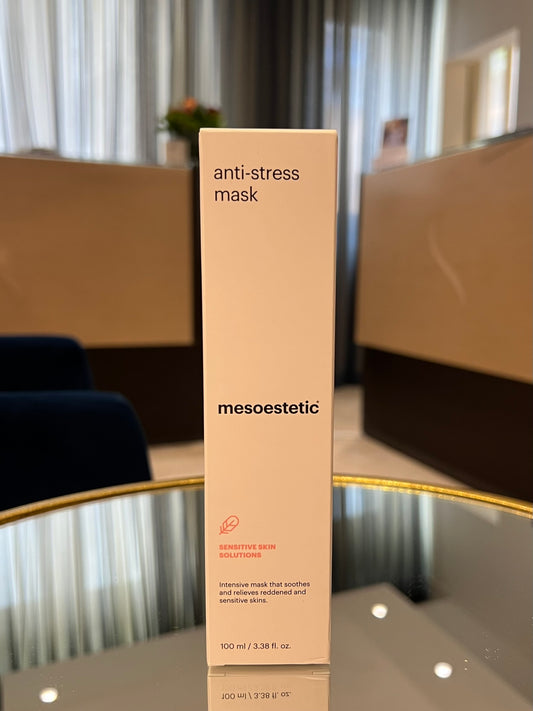 anti-stress
mask
mesoestetic®
SENSITIVE SKIN
SOLUTIONS
Intensive mask that soothes
and relieves reddened and
sensitive skins.
100 ml / 3.38 fl. oz.